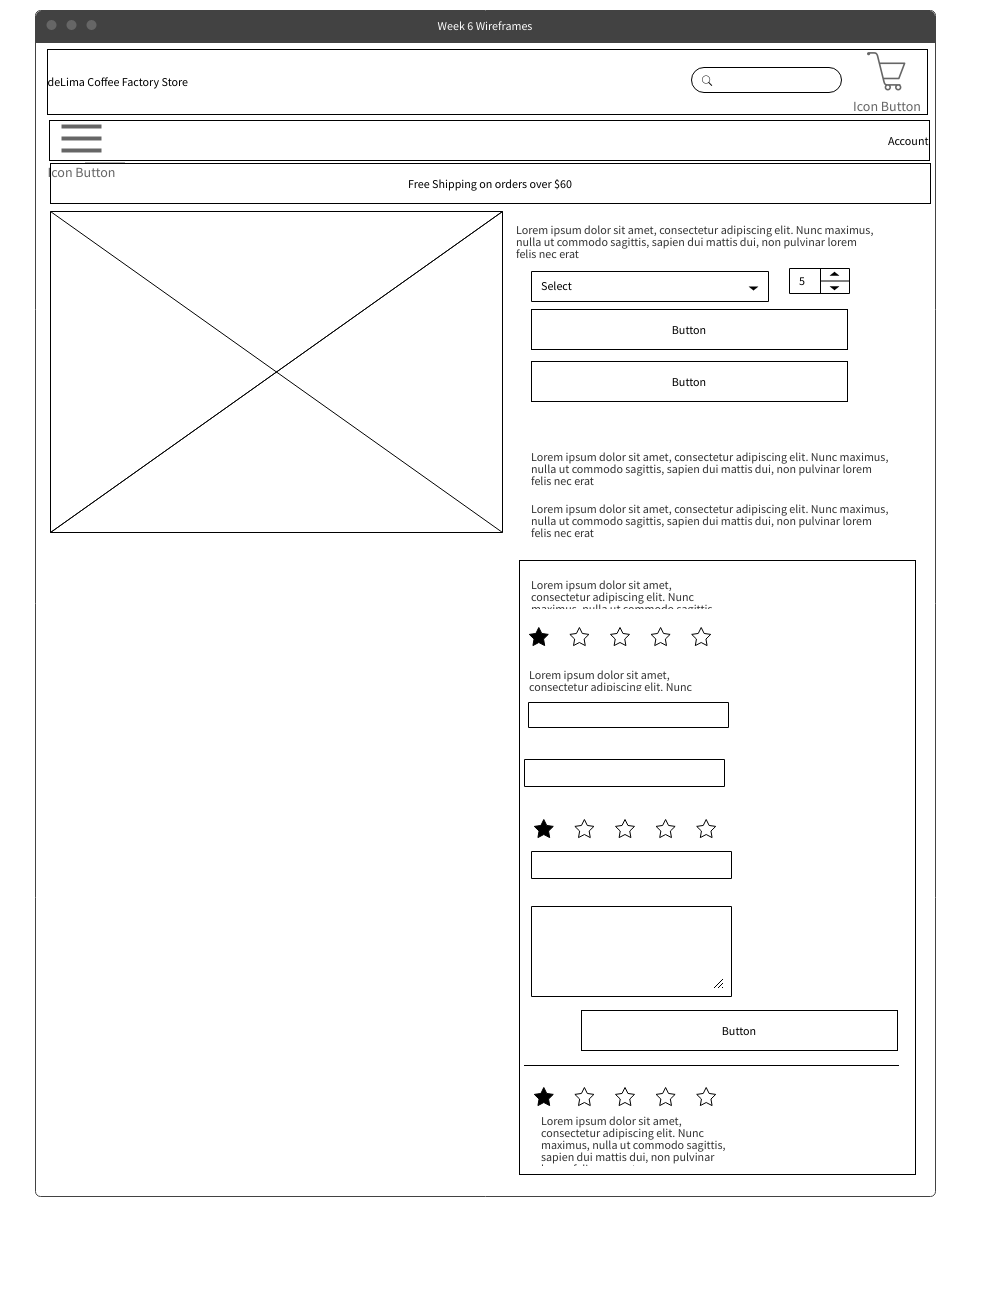 Week 6 Wireframes
deLima Coffee Factory Store
Icon Button
Account
Icon Button
Free Shipping on orders over $60
Lorem ipsum dolor sit amet, consectetur adipiscing elit. Nunc maximus,
nulla ut commodo sagittis, sapien dui mattis dui, non pulvinar lorem
felis nec erat
Select
5
Button
Button
Lorem ipsum dolor sit amet, consectetur adipiscing elit. Nunc maximus,
nulla ut commodo sagittis, sapien dui mattis dui, non pulvinar lorem
felis nec erat
Lorem ipsum dolor sit amet, consectetur adipiscing elit. Nunc maximus,
nulla ut commodo sagittis, sapien dui mattis dui, non pulvinar lorem
felis nec erat
Lorem ipsum dolor sit amet,
consectetur adipiscing elit. Nunc
maximus, nulla ut commodo sagittis,
Lorem ipsum dolor sit amet,
consectetur adipiscing elit. Nunc
Button
Lorem ipsum dolor sit amet,
consectetur adipiscing elit. Nunc
maximus, nulla ut commodo sagittis,
sapien dui mattis dui, non pulvinar